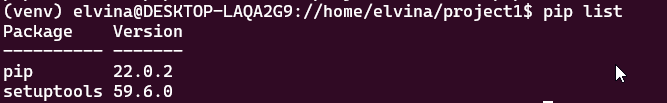 (venv) elvina@DESKTOP-LAQA2G9://home/elvina/project1$ pip list
Package    Version
---------- -------
pip        22.0.2
setuptools 59.6.0